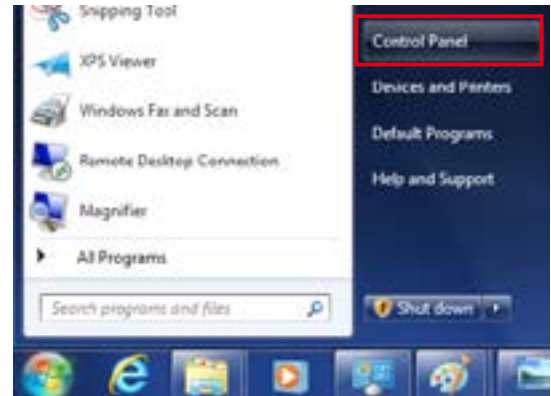 Snipping Tool
XPS Viewer
Windows Fax and Scan
Remote Desktop Connection
Magnifier
All Programs
Search programs and files
Control Panel
Devices and Printers
Default Programs
Help and Support
Shut down